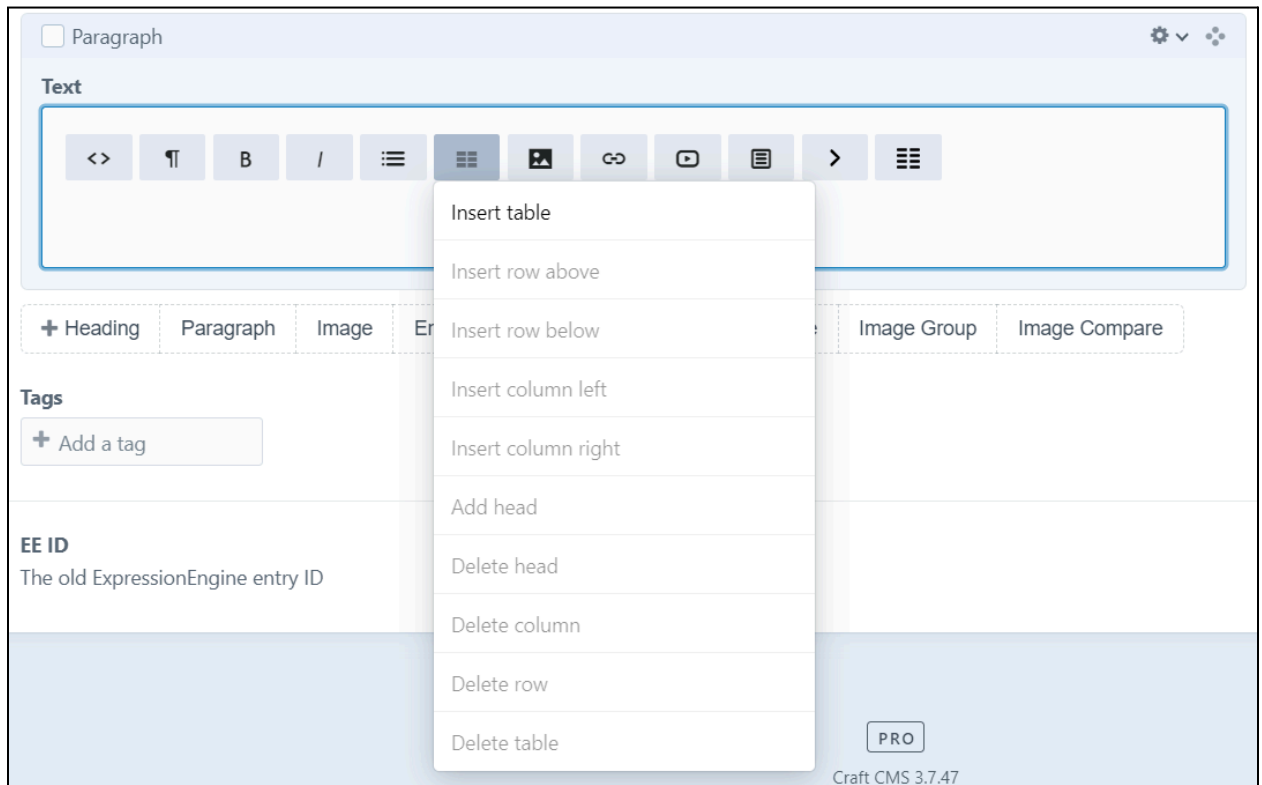 Paragraph
Text
<> ¶ B I
Insert table
Insert row above
Insert row below
Insert column left
Insert column right
Add head
Delete head
Delete column
Delete row
Delete table
+ Heading Paragraph Image Image Group Image Compare
Tags
+ Add a tag
EE ID
The old ExpressionEngine entry ID
PRO
Craft CMS 3.7.47